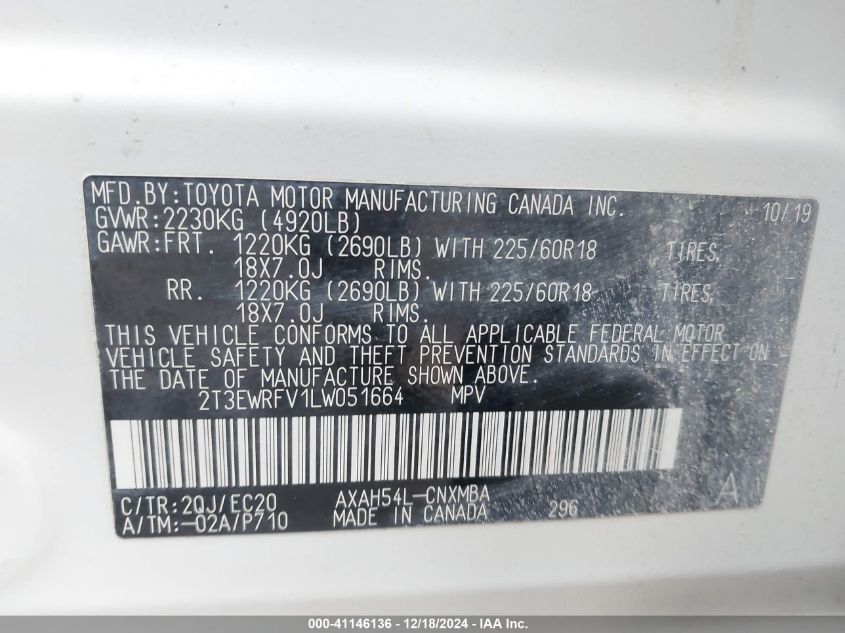 MFD.BY:TOYOTA MOTOR MANUFACTURING CANADA INC. 10/19
GVWR:2230KG (4920LB)
GAWR:FRT. 1220KG (2690LB) WITH 225/60R18 TIRES,
18X7.0J RIMS.
RR. 1220KG (2690LB) WITH 225/60R18 TIRES,
18X7.0J RIMS.
THIS VEHICLE CONFORMS TO ALL APPLICABLE FEDERAL MOTOR
VEHICLE SAFETY AND THEFT PREVENTION STANDARDS IN EFFECT ON
THE DATE OF MANUFACTURE SHOWN ABOVE.
2T3EWRFV1LW051664 MPV
C/TR:2QJ/EC20 AXAH54L-CNXMBA A
A/TM:-02A/P710 MADE IN CANADA 296
000-41146136 - 12/18/2024 - IAA Inc.